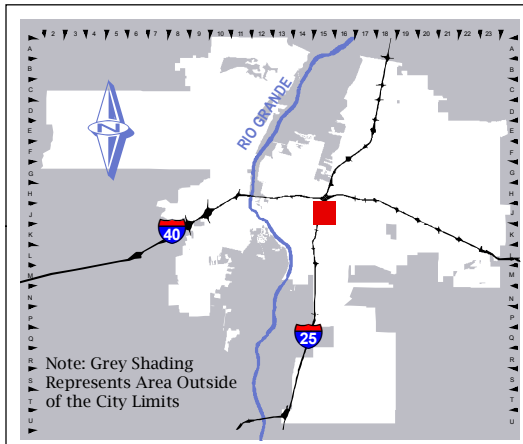 2 3 4 5 6 7 8 9 10 11 12 13 14 15 16 17 18 19 20 21 22 23
A
B
C
D
E
F
G
H
J
K
L
M
N
P
Q
R
S
T
U
N
RIO GRANDE
40
25
Note: Grey Shading
Represents Area Outside
of the City Limits
A
B
C
D
E
F
G
H
J
K
L
M
N
P
Q
R
S
T
U